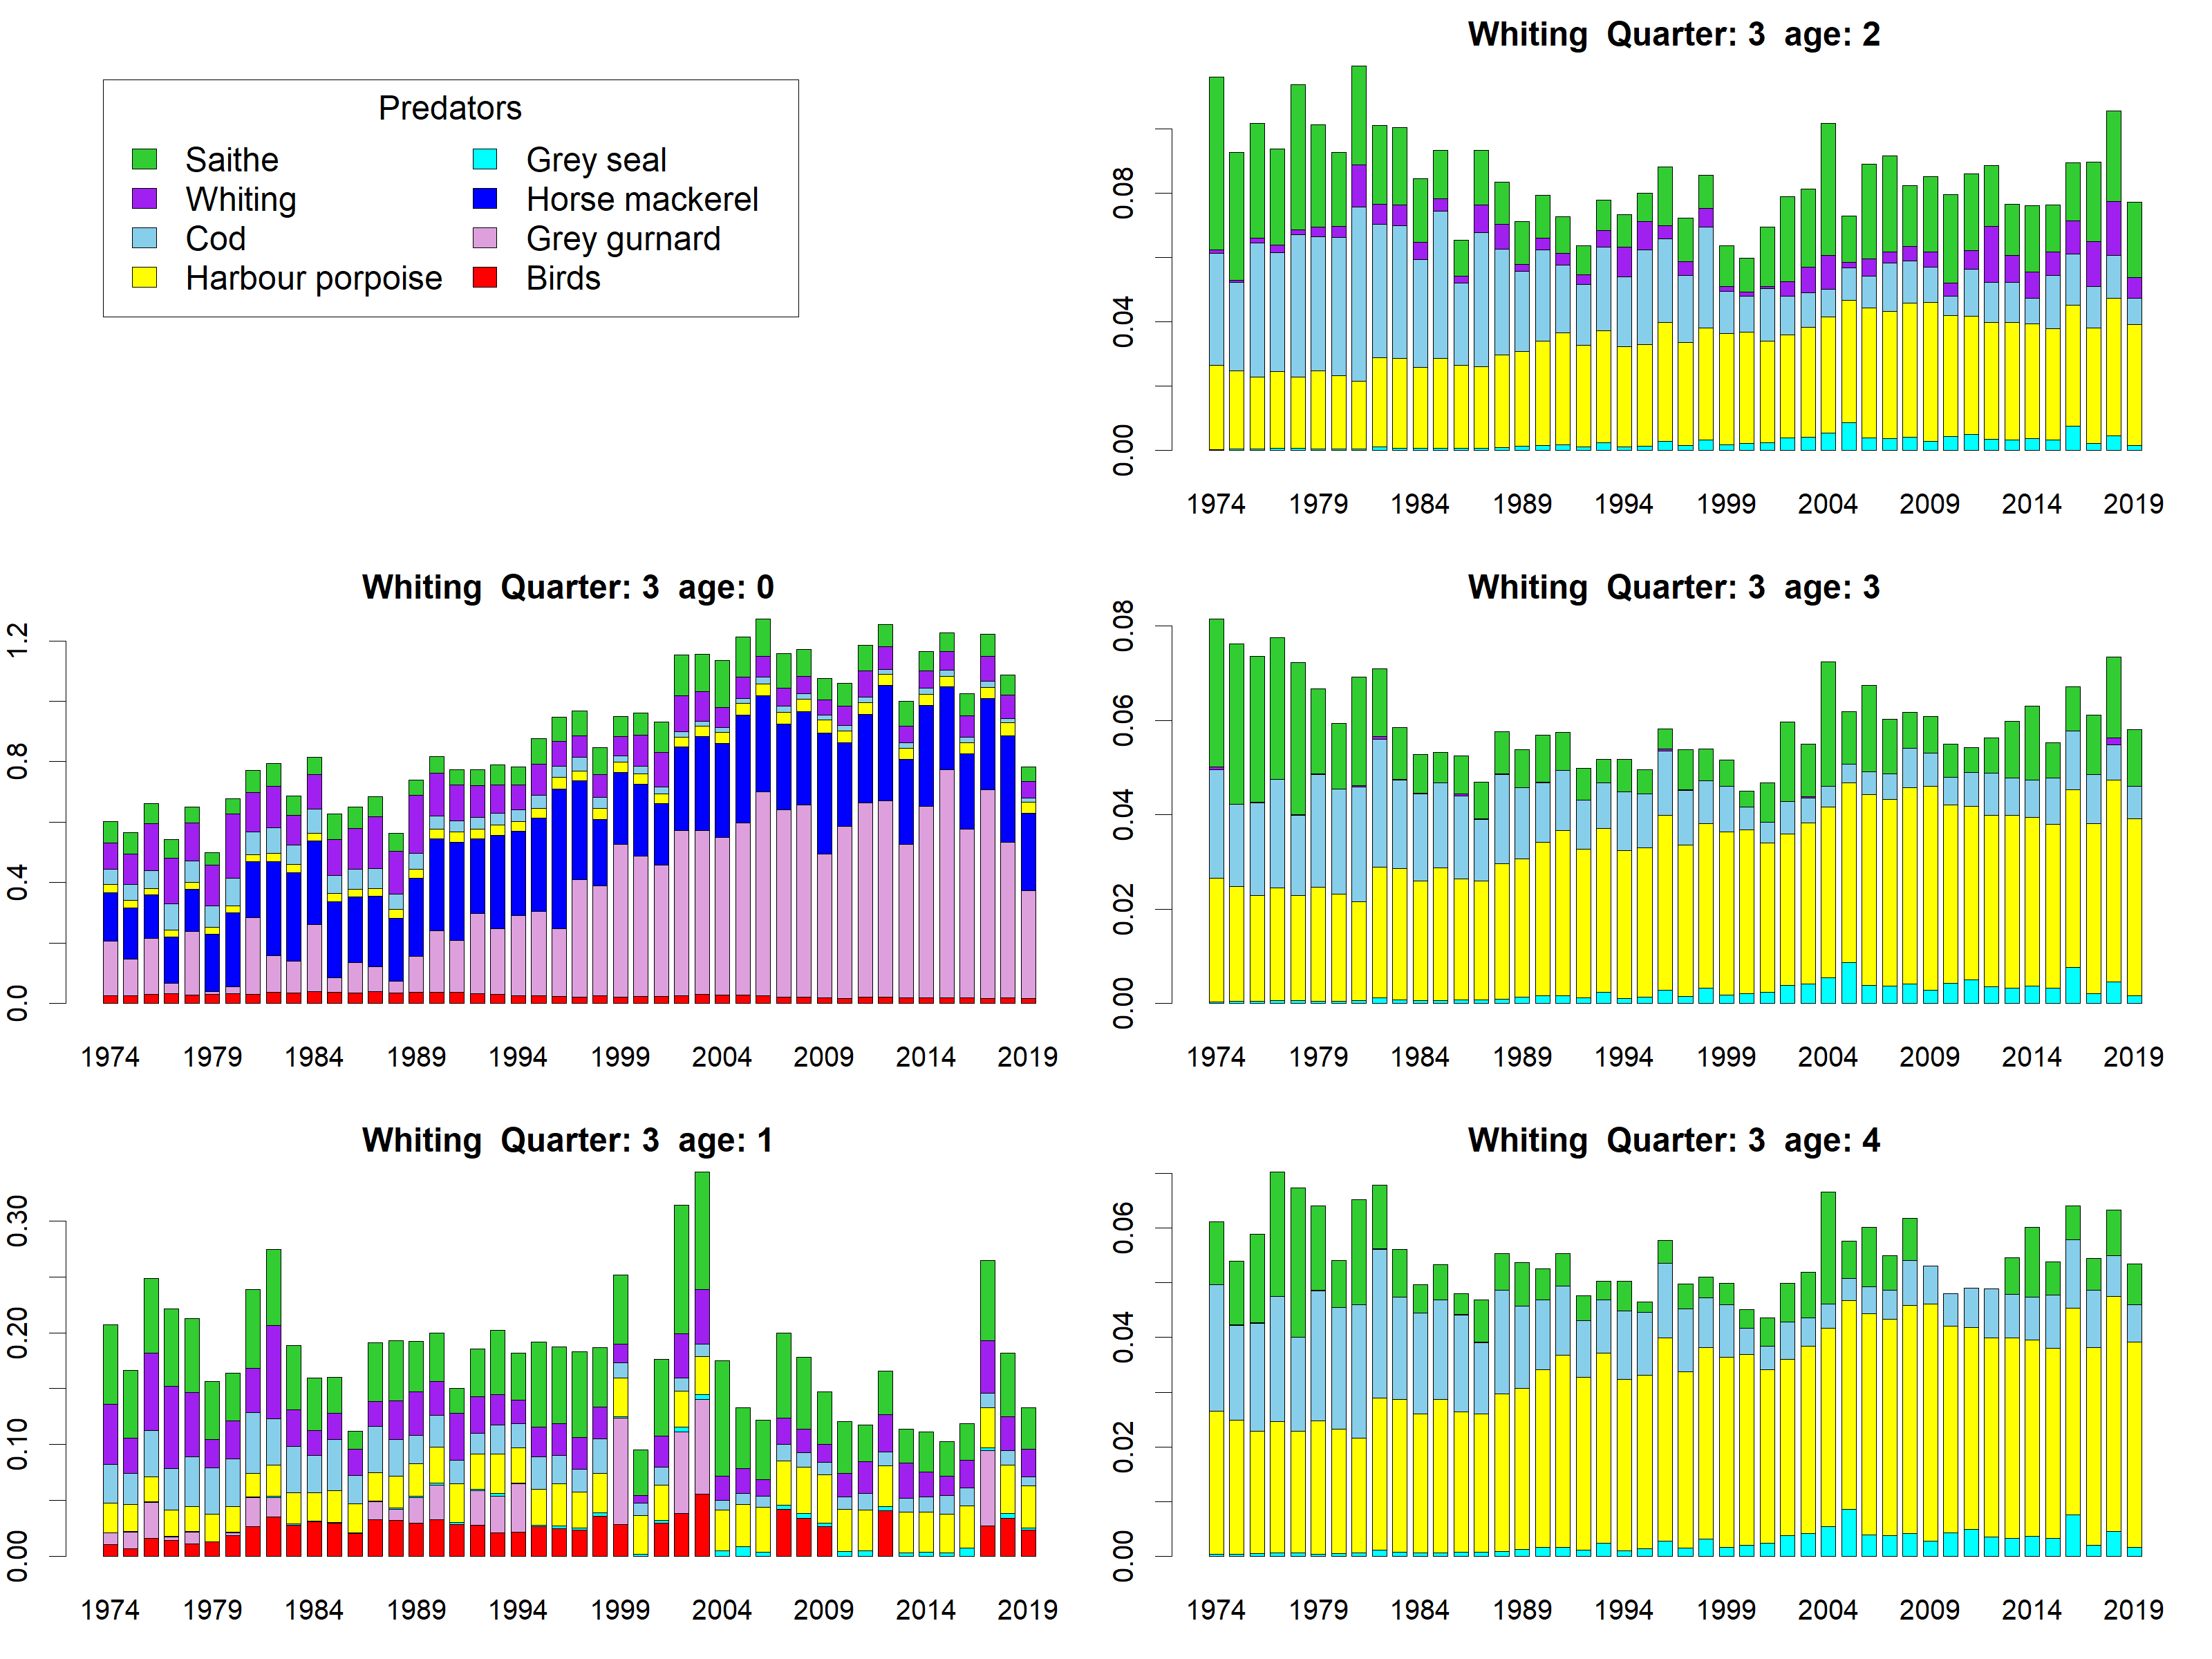 Predators
Saithe
Whiting
Cod
Harbour porpoise
Grey seal
Horse mackerel
Grey gurnard
Birds
Whiting Quarter: 3 age: 2
0.08
0.04
0.00
1974 1979 1984 1989 1994 1999 2004 2009 2014 2019
Whiting Quarter: 3 age: 0
1.2
0.8
0.4
0.0
1974 1979 1984 1989 1994 1999 2004 2009 2014 2019
Whiting Quarter: 3 age: 3
0.08
0.06
0.04
0.02
0.00
1974 1979 1984 1989 1994 1999 2004 2009 2014 2019
Whiting Quarter: 3 age: 1
0.30
0.20
0.10
0.00
1974 1979 1984 1989 1994 1999 2004 2009 2014 2019
Whiting Quarter: 3 age: 4
0.06
0.04
0.02
0.00
1974 1979 1984 1989 1994 1999 2004 2009 2014 2019